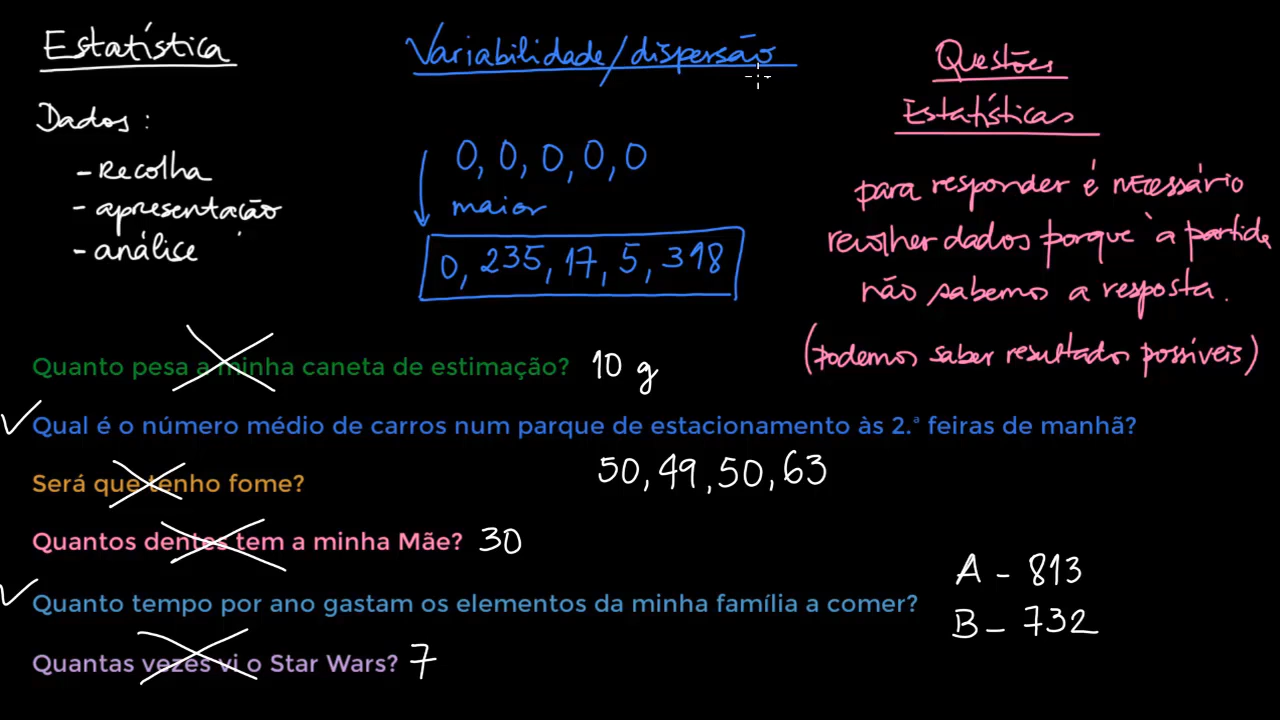 Estatística
Dados:
- Recolha
- apresentação
- análise
Variabilidade/dispersão
0, 0, 0, 0, 0
maior
0, 235, 17, 5, 318
Questões
Estatísticas
para responder é necessário
recolher dados porque à partida
não sabemos a resposta.
(podemos saber resultados possíveis)
Quanto pesa a minha caneta de estimação? 10 g
Qual é o número médio de carros num parque de estacionamento às 2.ª feiras de manhã?
50, 49, 50, 63
Será que tenho fome?
Quantos dentes tem a minha Mãe? 30
Quanto tempo por ano gastam os elementos da minha família a comer?
A - 813
B - 732
Quantas vezes vi o Star Wars? 7